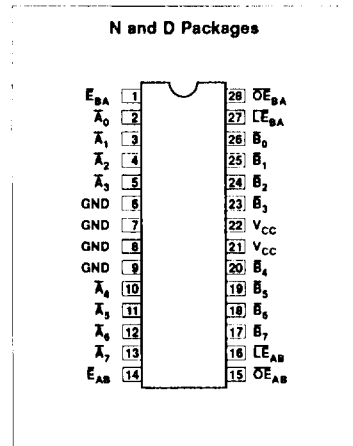 N and D Packages
E̅BA 1 28 O̅E̅BA
A̅0 2 27 L̅E̅BA
A̅1 3 26 B̅0
A̅2 4 25 B̅1
A̅3 5 24 B̅2
GND 6 23 B̅3
GND 7 22 VCC
GND 8 21 VCC
GND 9 20 B̅4
A̅4 10 19 B̅5
A̅5 11 18 B̅6
A̅6 12 17 B̅7
A̅7 13 16 L̅E̅AB
E̅AB 14 15 O̅E̅AB